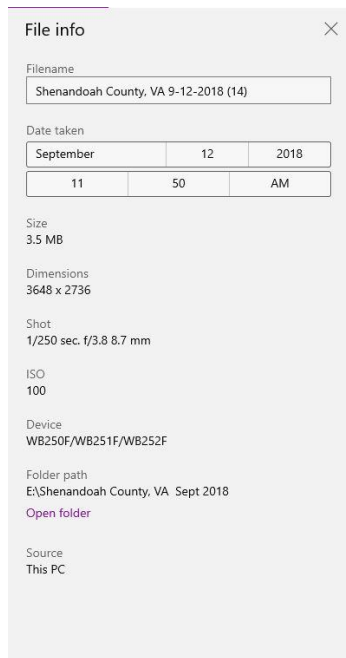 File info
Filename
Shenandoah County, VA 9-12-2018 (14)
Date taken
September 12 2018
11 50 AM
Size
3.5 MB
Dimensions
3648 x 2736
Shot
1/250 sec. f/3.8 8.7 mm
ISO
100
Device
WB250F/WB251F/WB252F
Folder path
E:\Shenandoah County, VA  Sept 2018
Open folder
Source
This PC